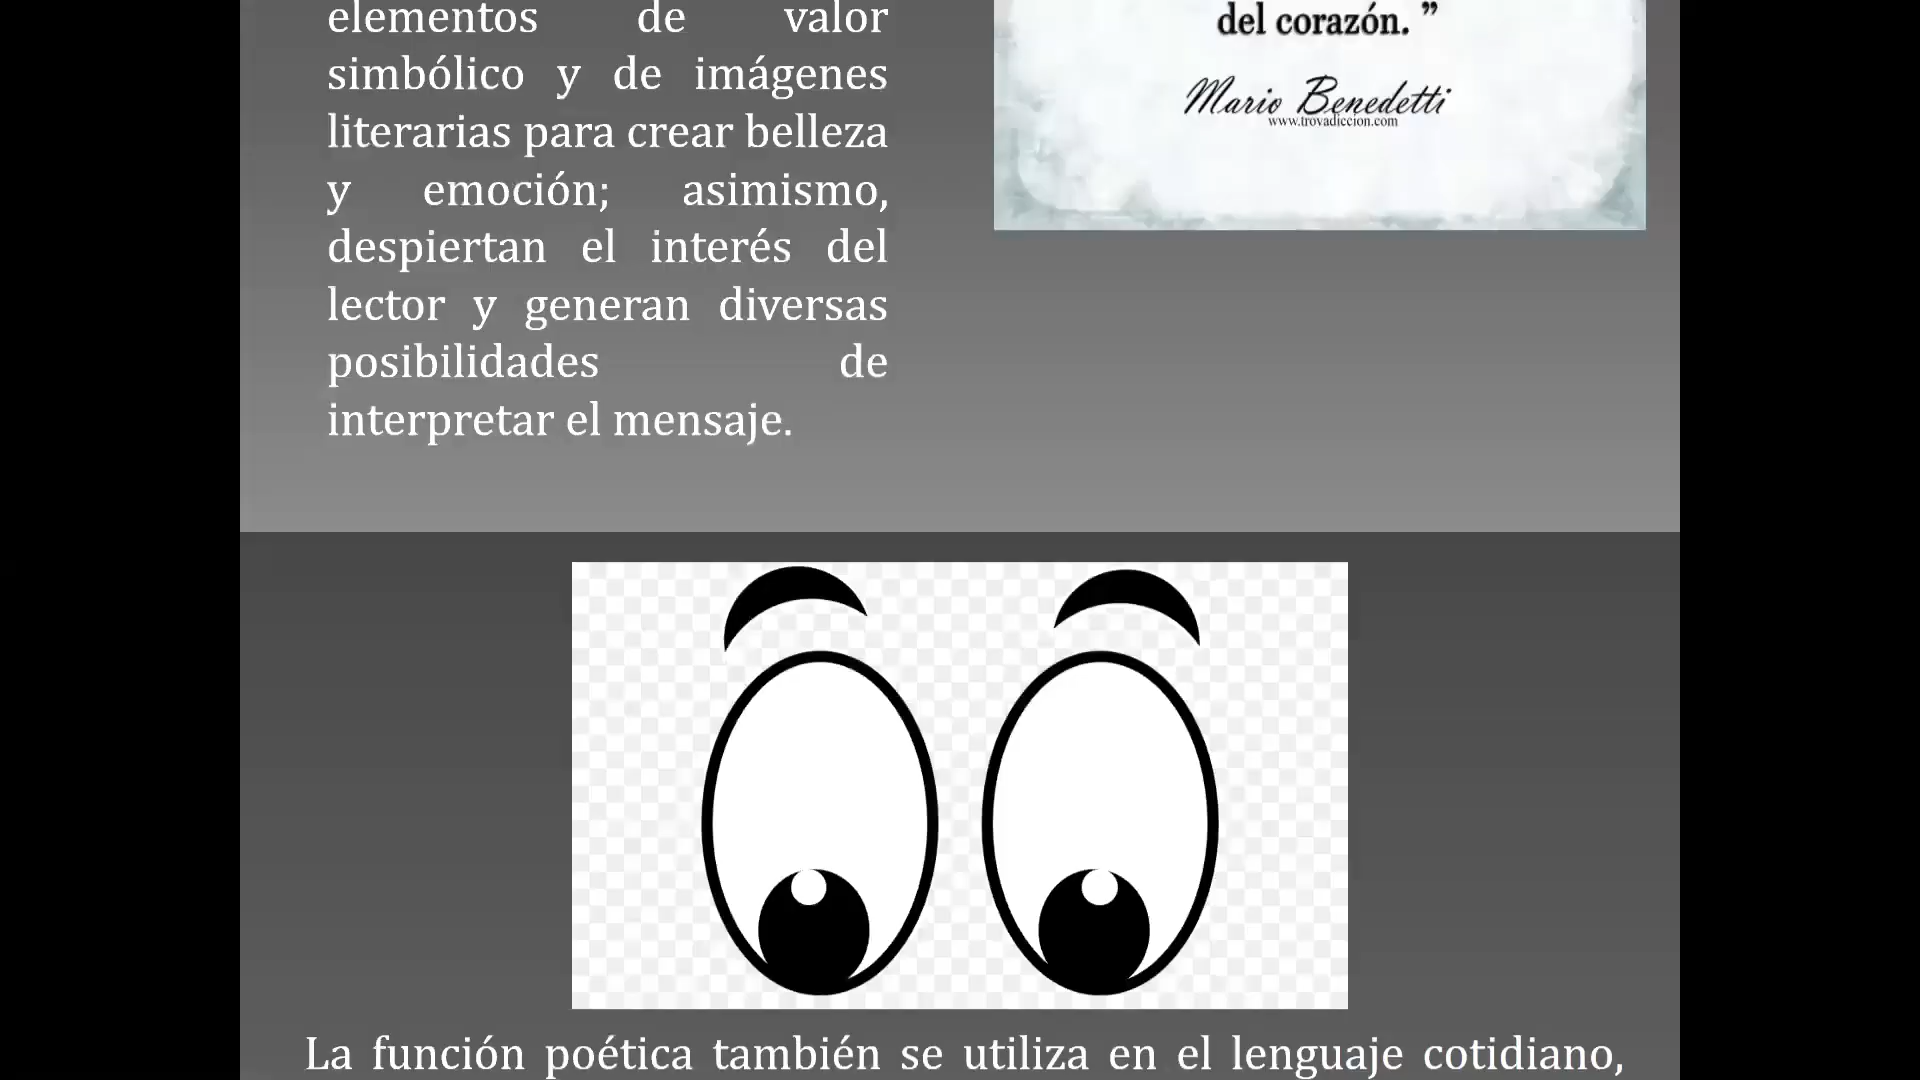 elementos de valor
simbólico y de imágenes
literarias para crear belleza
y emoción; asimismo,
despiertan el interés del
lector y generan diversas
posibilidades de
interpretar el mensaje.
del corazón. ”
Mario Benedetti
www.trovadiccion.com
La función poética también se utiliza en el lenguaje cotidiano,